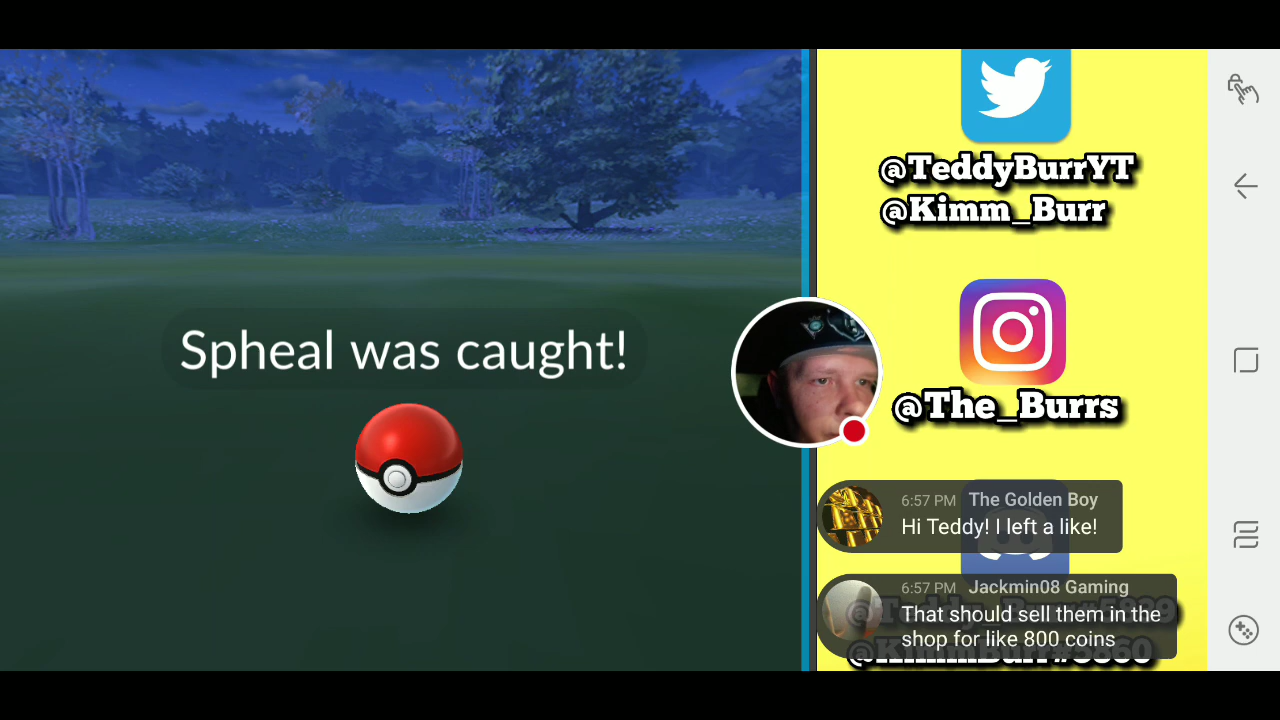 Spheal was caught!
@TeddyBurrYT
@Kimm_Burr
@The_Burrs
6:57 PM The Golden Boy
Hi Teddy! I left a like!
6:57 PM Jackmin08 Gaming
That should sell them in the
shop for like 800 coins